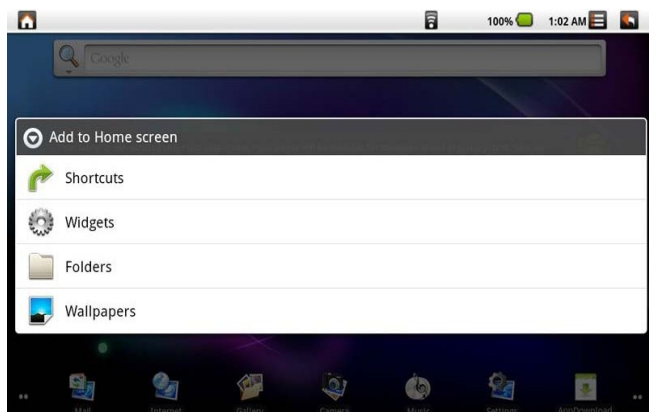 100% 1:02 AM
Google
Add to Home screen
Shortcuts
Widgets
Folders
Wallpapers
Mail Internet Gallery Camera Music Settings AppDownload